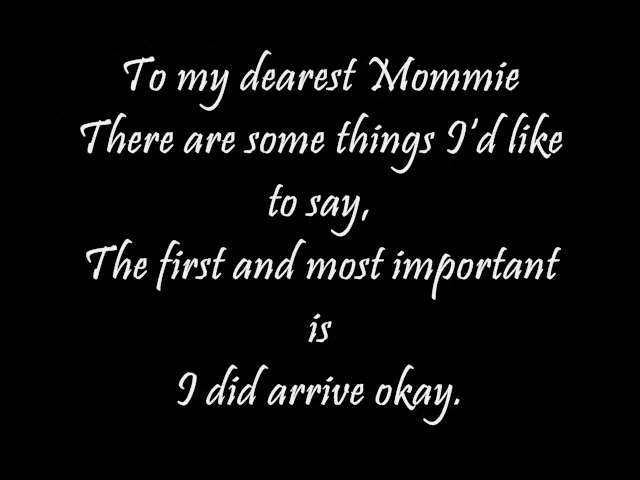 To my dearest Mommie
There are some things I'd like
to say,
The first and most important
is
I did arrive okay.